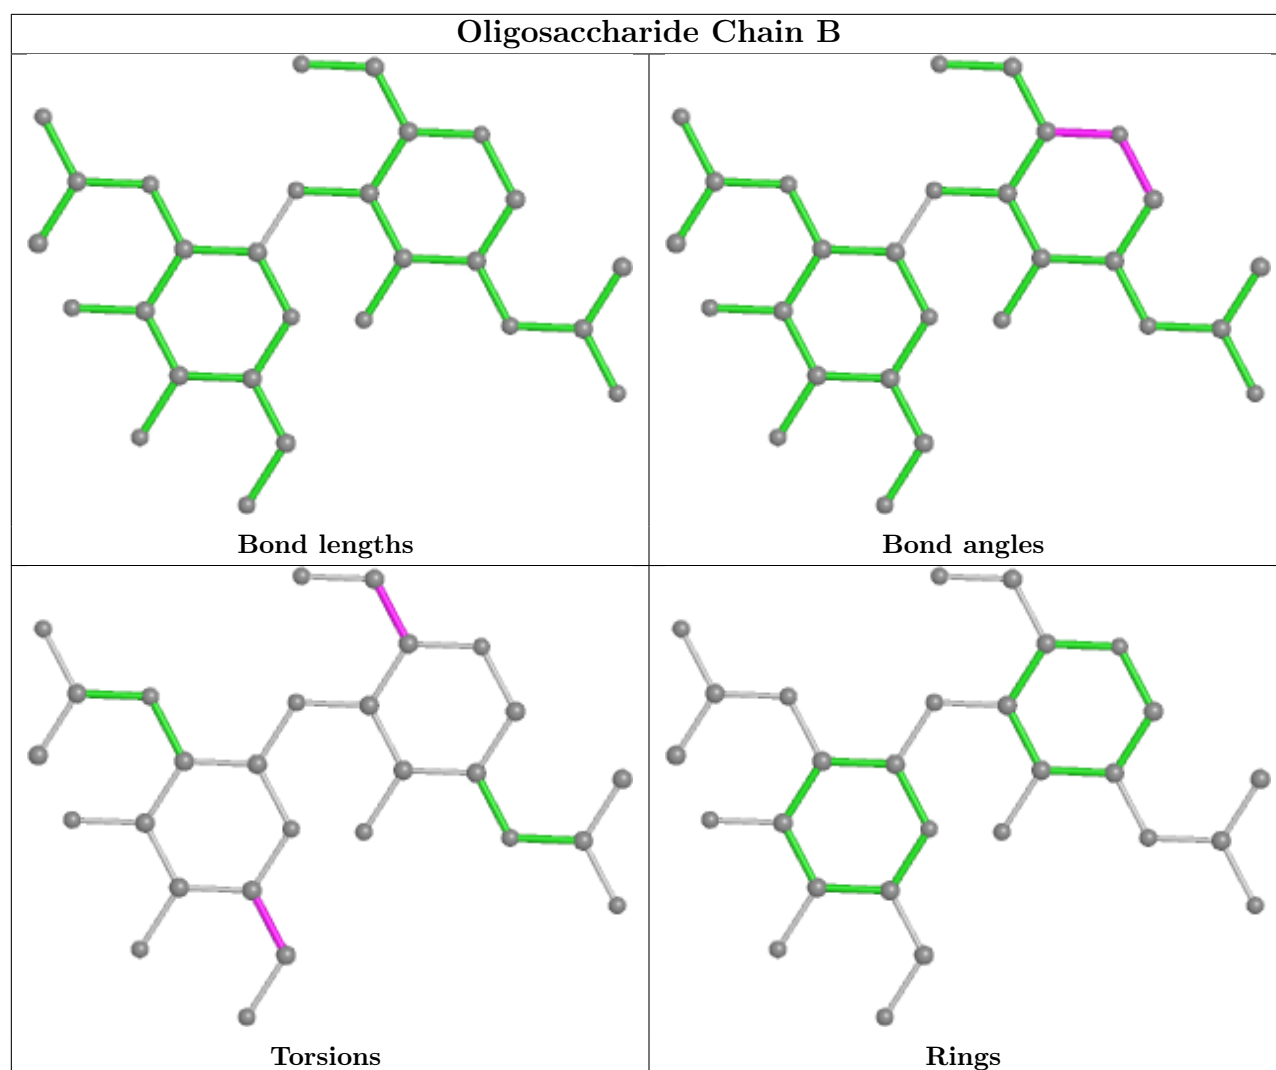 Oligosaccharide Chain B
Bond lengths
Bond angles
Torsions
Rings